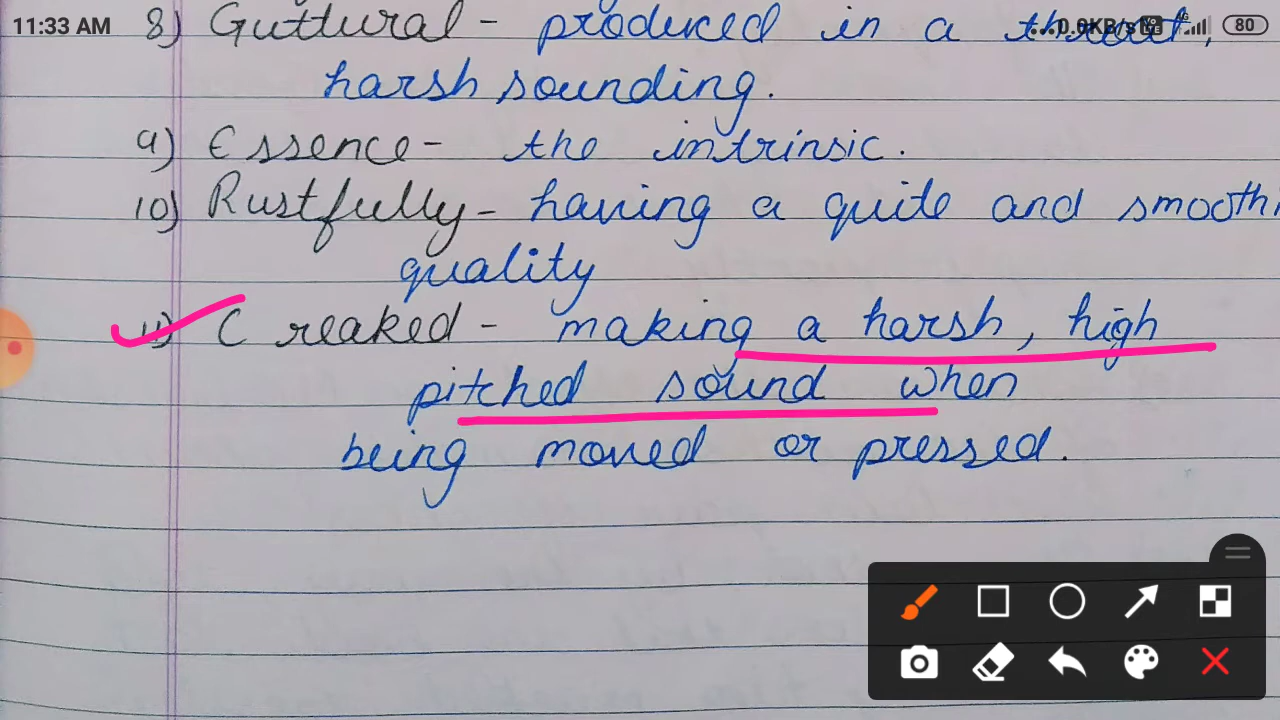 11:33 AM 80
8) Guttural - produced in a throat,
harsh sounding.
9) Essence - the intrinsic.
10) Rustfully - having a quite and smooth
quality
11) Creaked - making a harsh, high
pitched sound when
being moved or pressed.